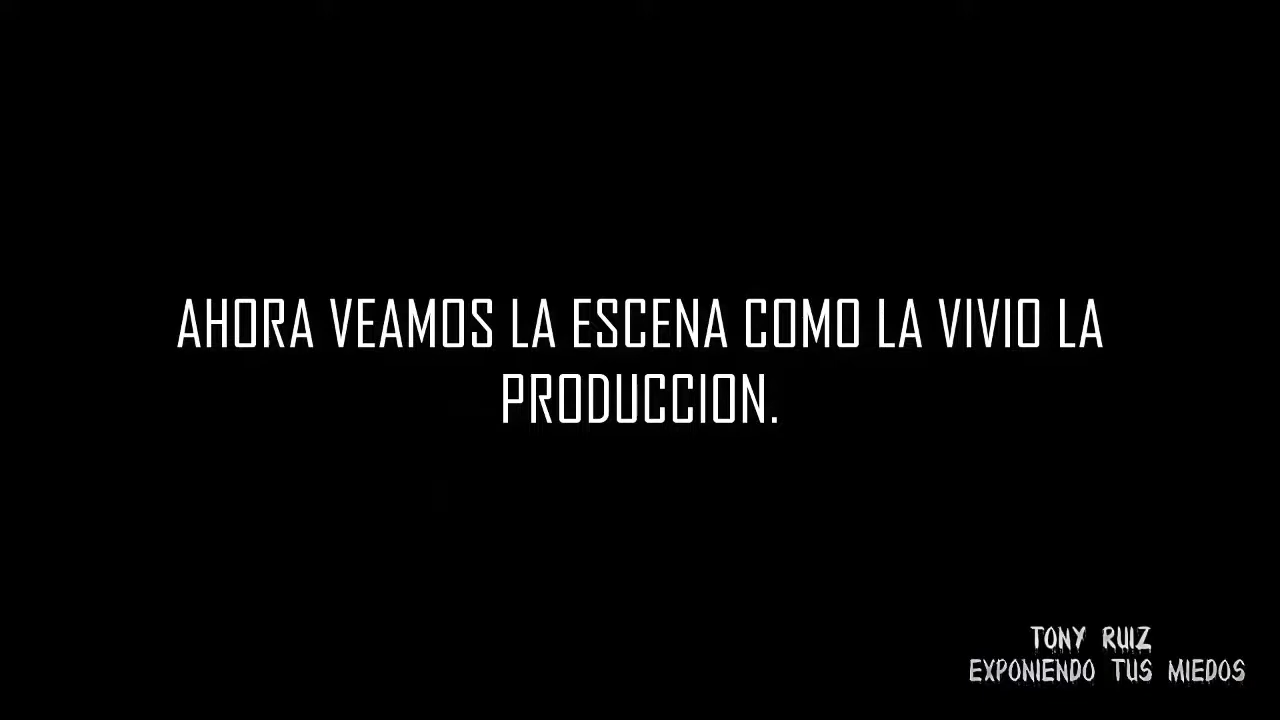 AHORA VEAMOS LA ESCENA COMO LA VIVIO LA
PRODUCCION.
TONY RUIZ
EXPONIENDO TUS MIEDOS